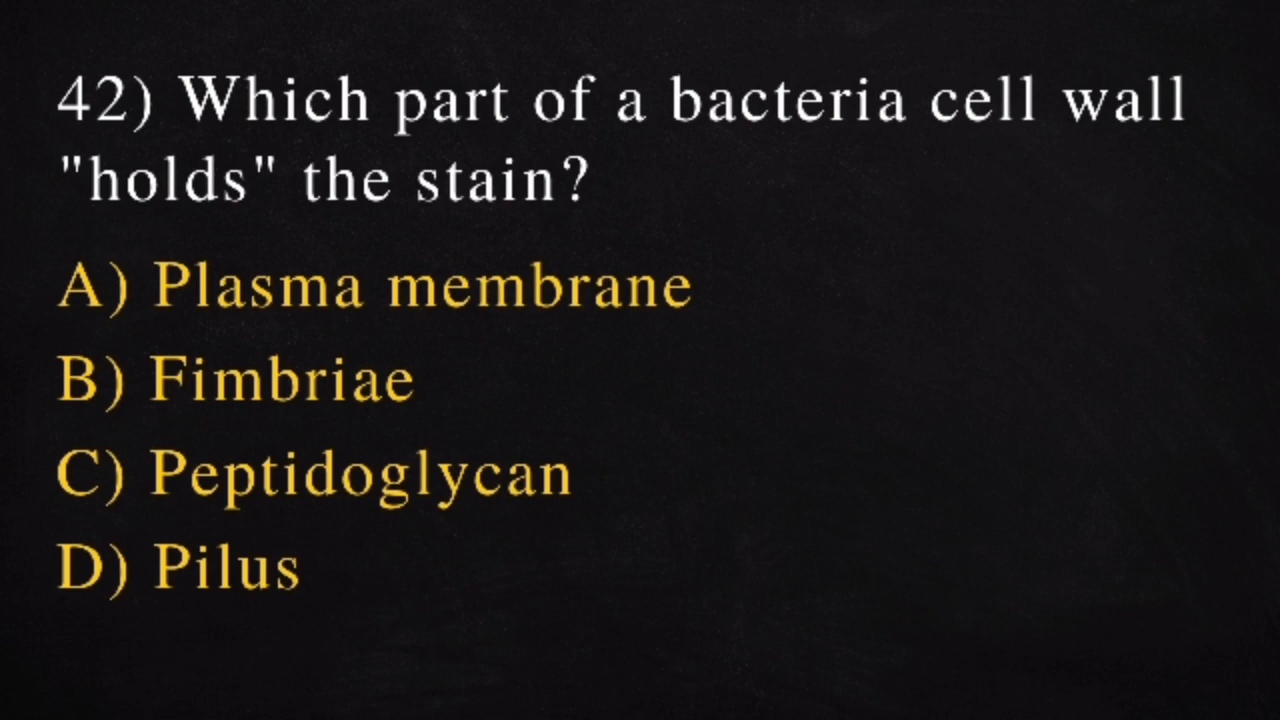 42) Which part of a bacteria cell wall
"holds" the stain?
A) Plasma membrane
B) Fimbriae
C) Peptidoglycan
D) Pilus